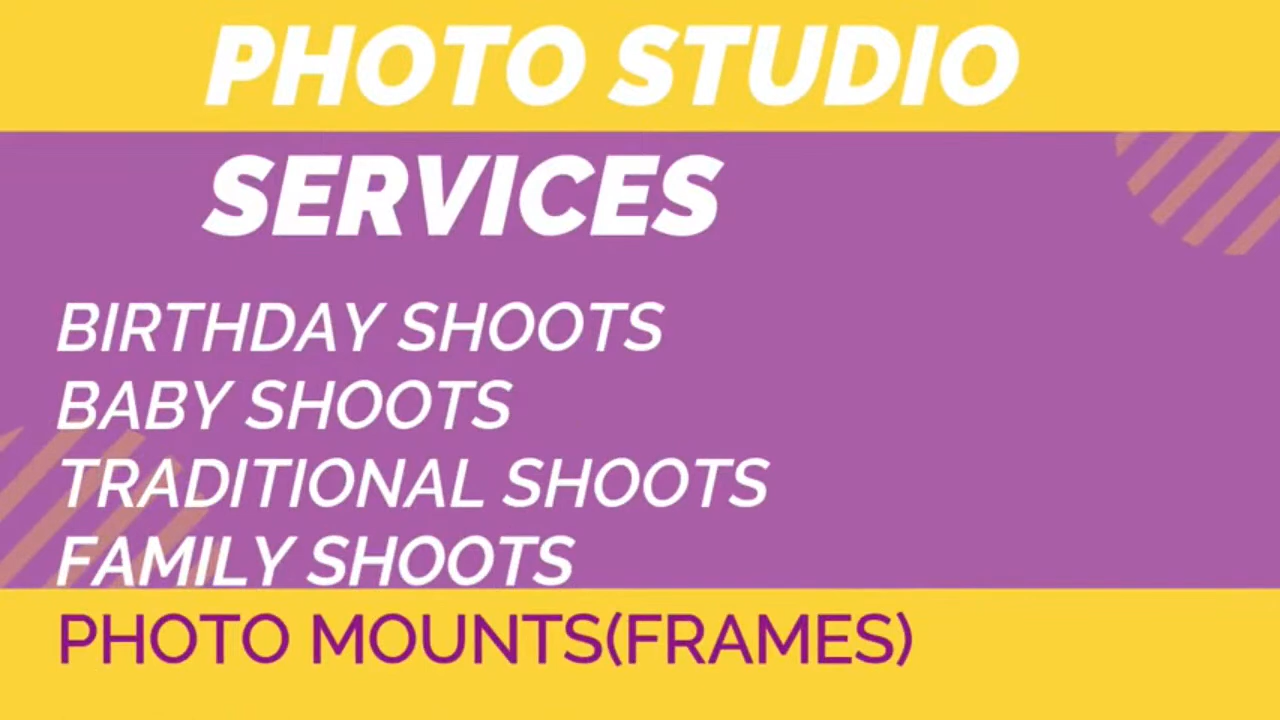 PHOTO STUDIO
SERVICES
BIRTHDAY SHOOTS
BABY SHOOTS
TRADITIONAL SHOOTS
FAMILY SHOOTS
PHOTO MOUNTS(FRAMES)